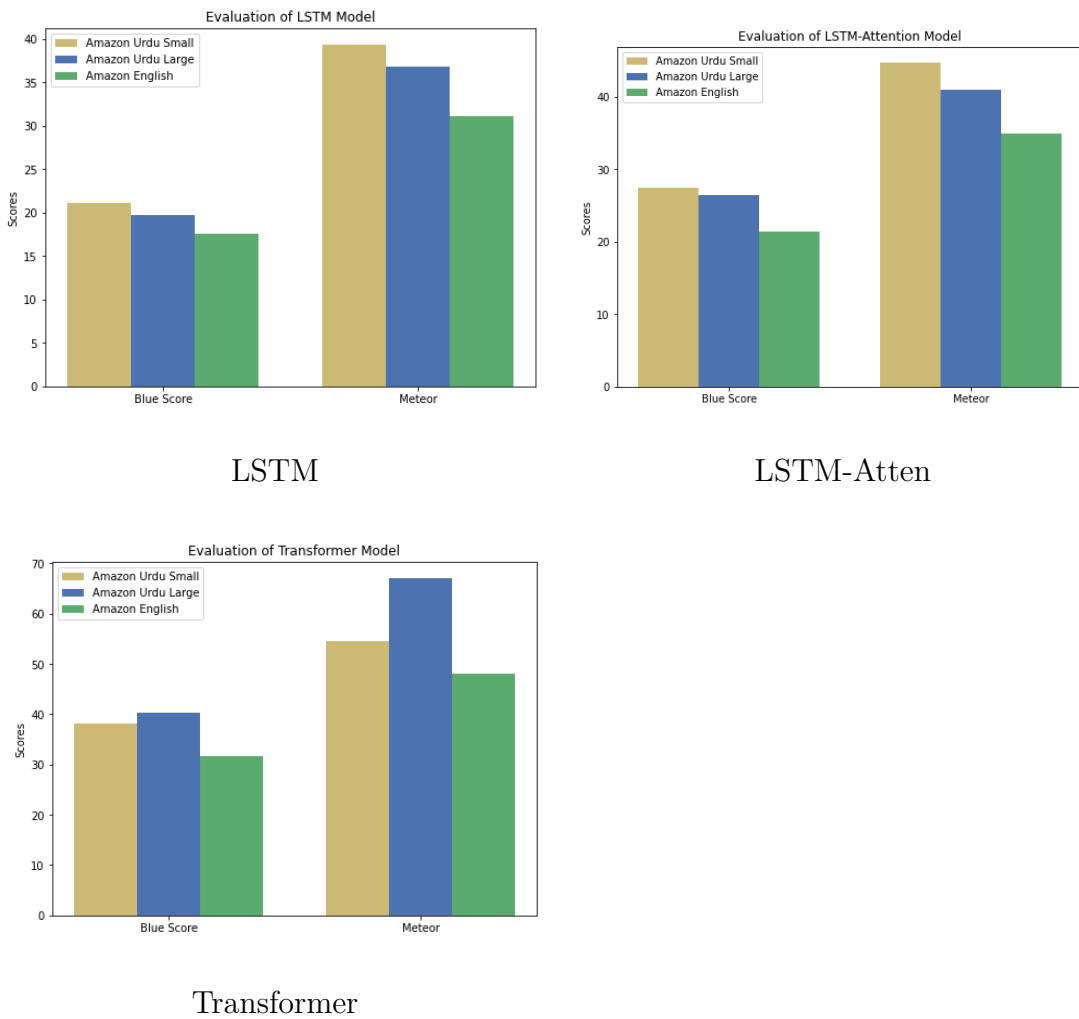 Evaluation of LSTM Model
Amazon Urdu Small
Amazon Urdu Large
Amazon English
Scores
40
35
30
25
20
15
10
5
0
Blue Score
Meteor
LSTM
Evaluation of LSTM-Attention Model
Amazon Urdu Small
Amazon Urdu Large
Amazon English
Scores
40
30
20
10
0
Blue Score
Meteor
LSTM-Atten
Evaluation of Transformer Model
Amazon Urdu Small
Amazon Urdu Large
Amazon English
Scores
70
60
50
40
30
20
10
0
Blue Score
Meteor
Transformer